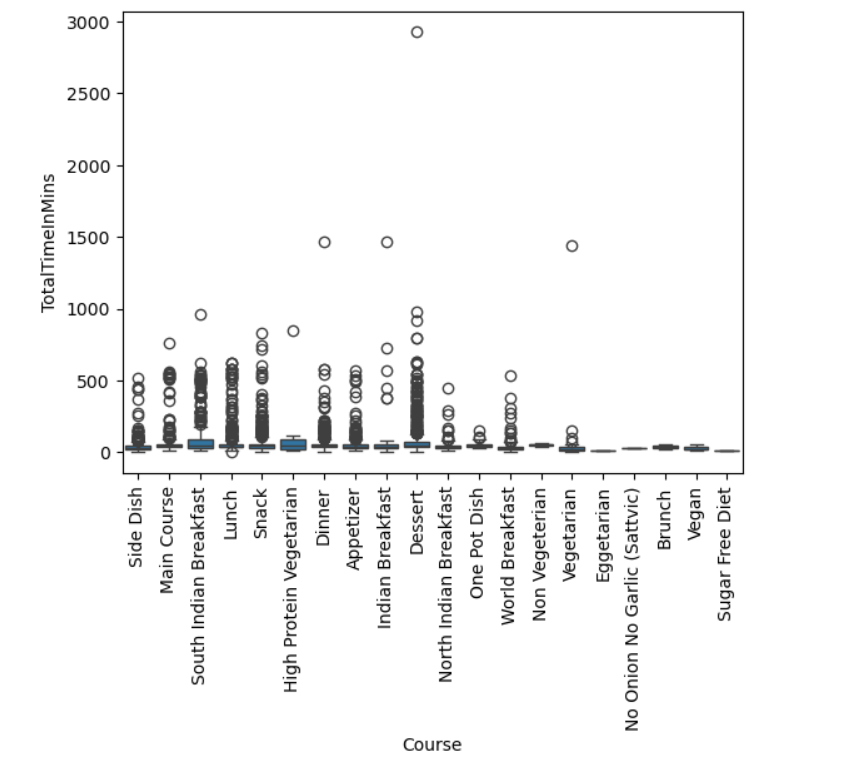 3000
2500
2000
1500
1000
500
0
TotalTimeInMins
Side Dish
Main Course
South Indian Breakfast
Lunch
Snack
High Protein Vegetarian
Dinner
Appetizer
Indian Breakfast
Dessert
North Indian Breakfast
One Pot Dish
World Breakfast
Non Vegeterian
Vegetarian
Eggetarian
No Onion No Garlic (Sattvic)
Brunch
Vegan
Sugar Free Diet
Course